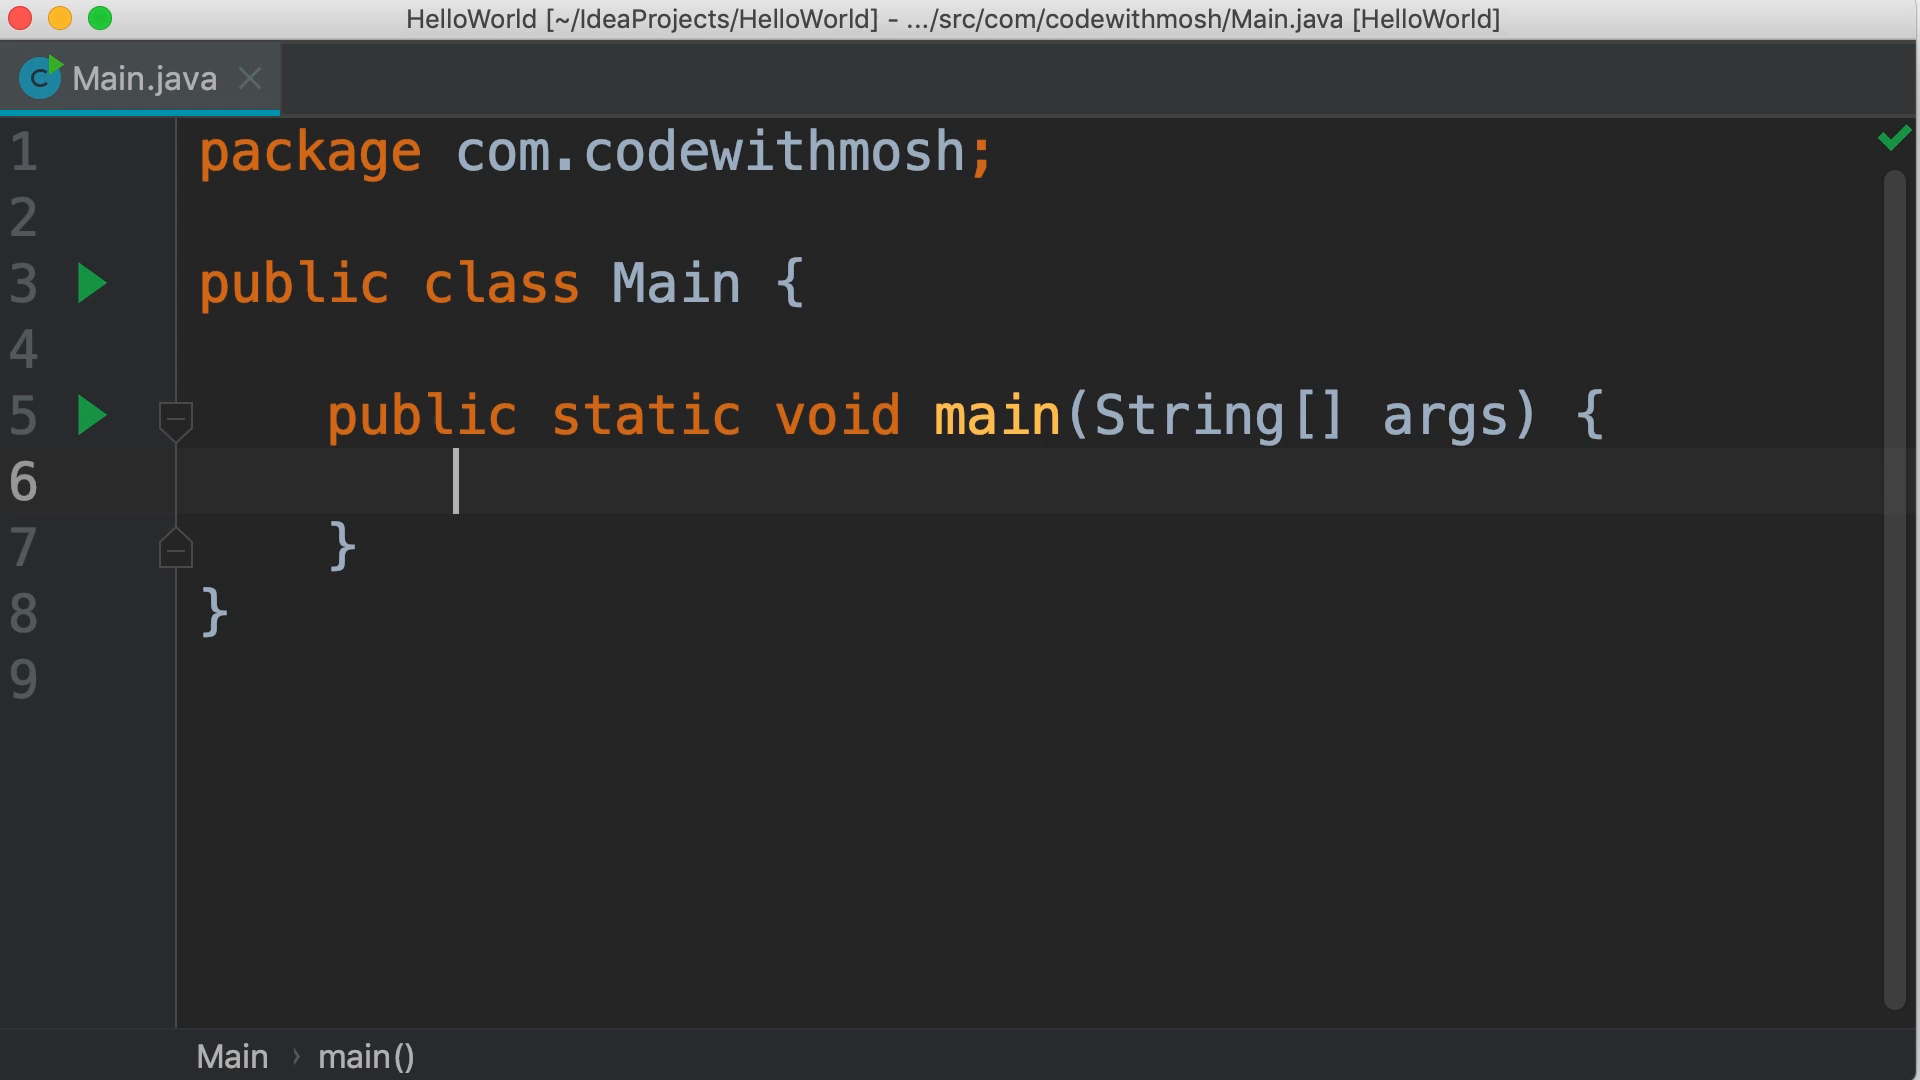 HelloWorld [~/IdeaProjects/HelloWorld] - .../src/com/codewithmosh/Main.java [HelloWorld]
C Main.java
1 package com.codewithmosh;
2
3 public class Main {
4
5     public static void main(String[] args) {
6
7     }
8 }
9
Main › main()